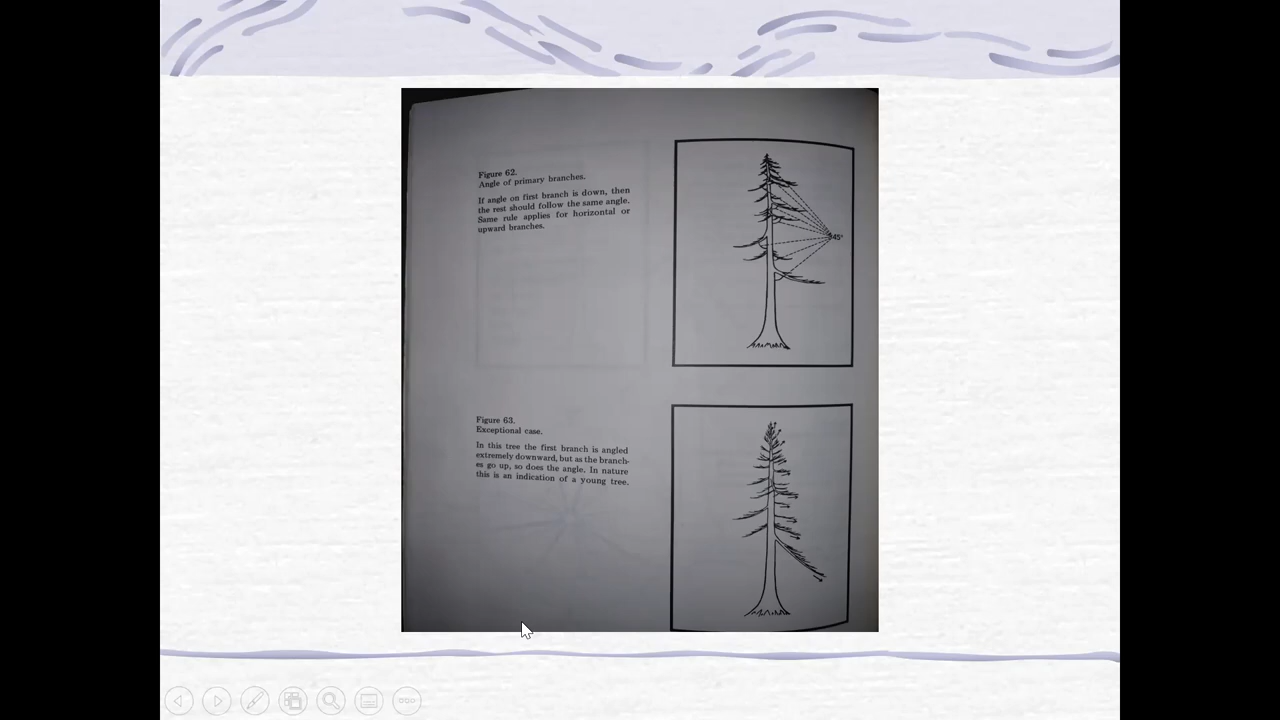 Figure 62.
Angle of primary branches.
If angle on first branch is down, then
the rest should follow the same angle.
Same rule applies for horizontal or
upward branches.
45°
Figure 63.
Exceptional case.
In this tree the first branch is angled
extremely downward, but as the branch-
es go up, so does the angle. In nature
this is an indication of a young tree.